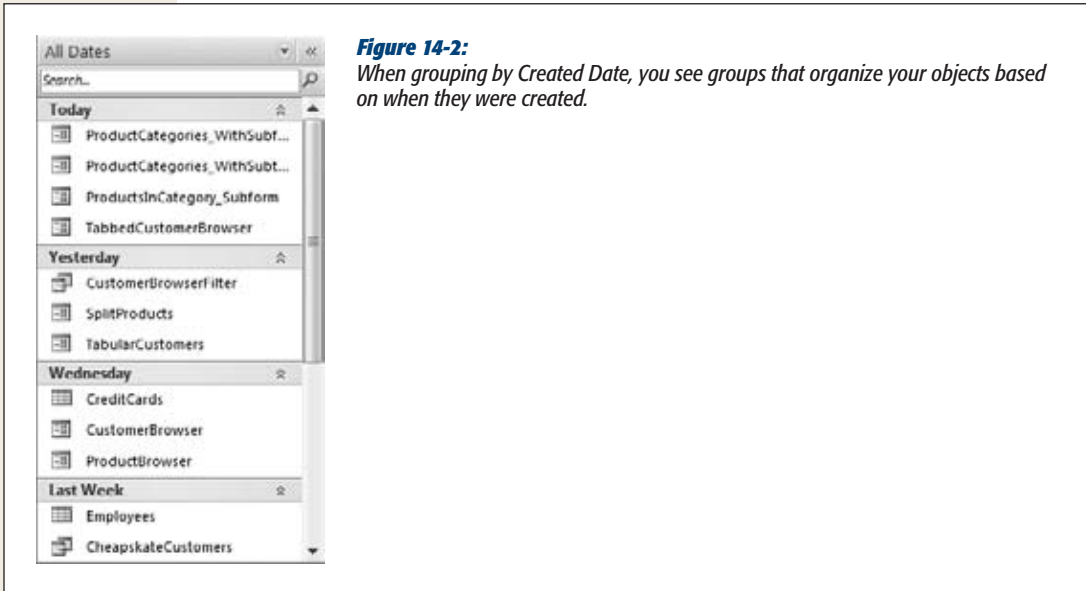 All Dates
Search...
Today
ProductCategories_WithSubf...
ProductCategories_WithSubt...
ProductsInCategory_Subform
TabbedCustomerBrowser
Yesterday
CustomerBrowserFilter
SplitProducts
TabularCustomers
Wednesday
CreditCards
CustomerBrowser
ProductBrowser
Last Week
Employees
CheapskateCustomers
Figure 14-2:
When grouping by Created Date, you see groups that organize your objects based
on when they were created.